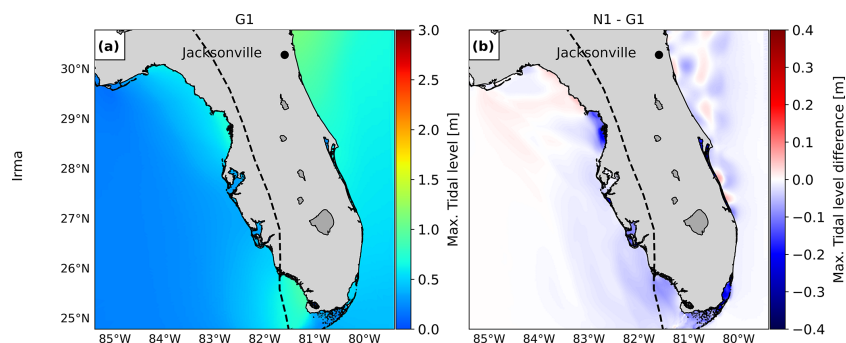 G1
N1 - G1
Irma
(a)
Jacksonville
30°N
29°N
28°N
27°N
26°N
25°N
85°W
84°W
83°W
82°W
81°W
80°W
3.0
2.5
2.0
1.5
1.0
0.5
0.0
Max. Tidal level [m]
(b)
Jacksonville
85°W
84°W
83°W
82°W
81°W
80°W
0.4
0.3
0.2
0.1
0.0
−0.1
−0.2
−0.3
−0.4
Max. Tidal level difference [m]